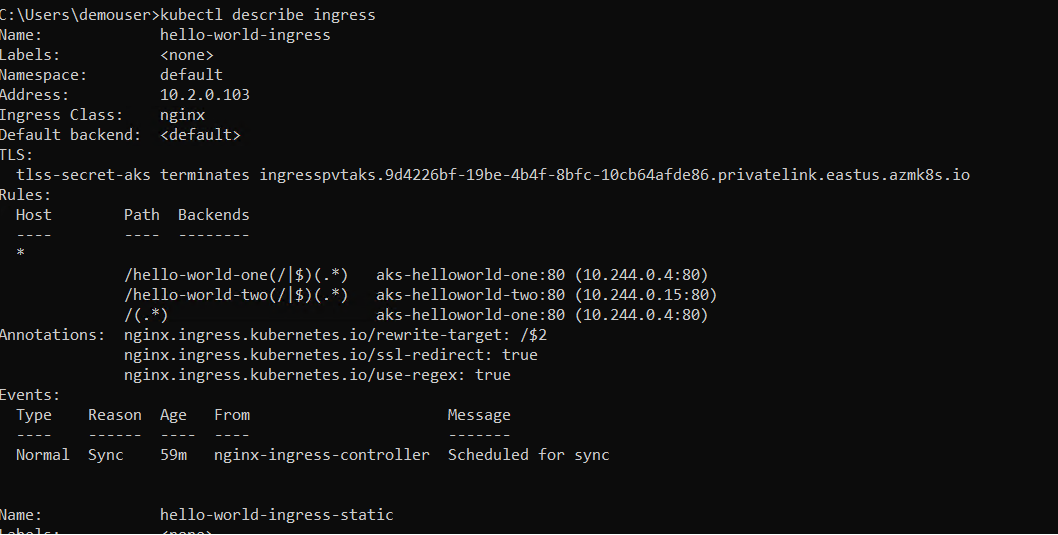 C:\Users\demouser>kubectl describe ingress
Name:             hello-world-ingress
Labels:           <none>
Namespace:        default
Address:          10.2.0.103
Ingress Class:    nginx
Default backend:  <default>
TLS:
  tlss-secret-aks terminates ingresspvtaks.9d4226bf-19be-4b4f-8bfc-10cb64afde86.privatelink.eastus.azmk8s.io
Rules:
  Host        Path  Backends
  ----        ----  --------
  *
              /hello-world-one(/|$)(.*)   aks-helloworld-one:80 (10.244.0.4:80)
              /hello-world-two(/|$)(.*)   aks-helloworld-two:80 (10.244.0.15:80)
              /(.*)                       aks-helloworld-one:80 (10.244.0.4:80)
Annotations:  nginx.ingress.kubernetes.io/rewrite-target: /$2
              nginx.ingress.kubernetes.io/ssl-redirect: true
              nginx.ingress.kubernetes.io/use-regex: true
Events:
  Type    Reason  Age   From                      Message
  ----    ------  ----  ----                      -------
  Normal  Sync    59m   nginx-ingress-controller  Scheduled for sync
Name:             hello-world-ingress-static
Labels:           <none>